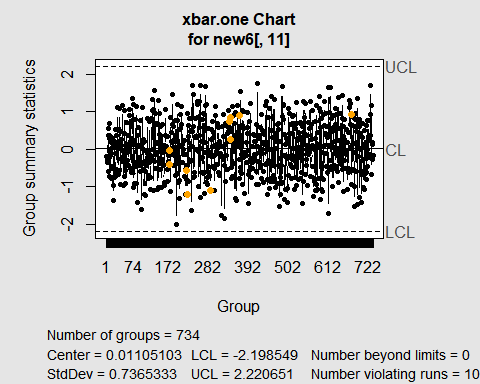 xbar.one Chart
for new6[, 11]
Group summary statistics
2
1
0
-1
-2
UCL
CL
LCL
1 74 172 282 392 502 612 722
Group
Number of groups = 734
Center = 0.01105103 LCL = -2.198549 Number beyond limits = 0
StdDev = 0.7365333 UCL = 2.220651 Number violating runs = 10